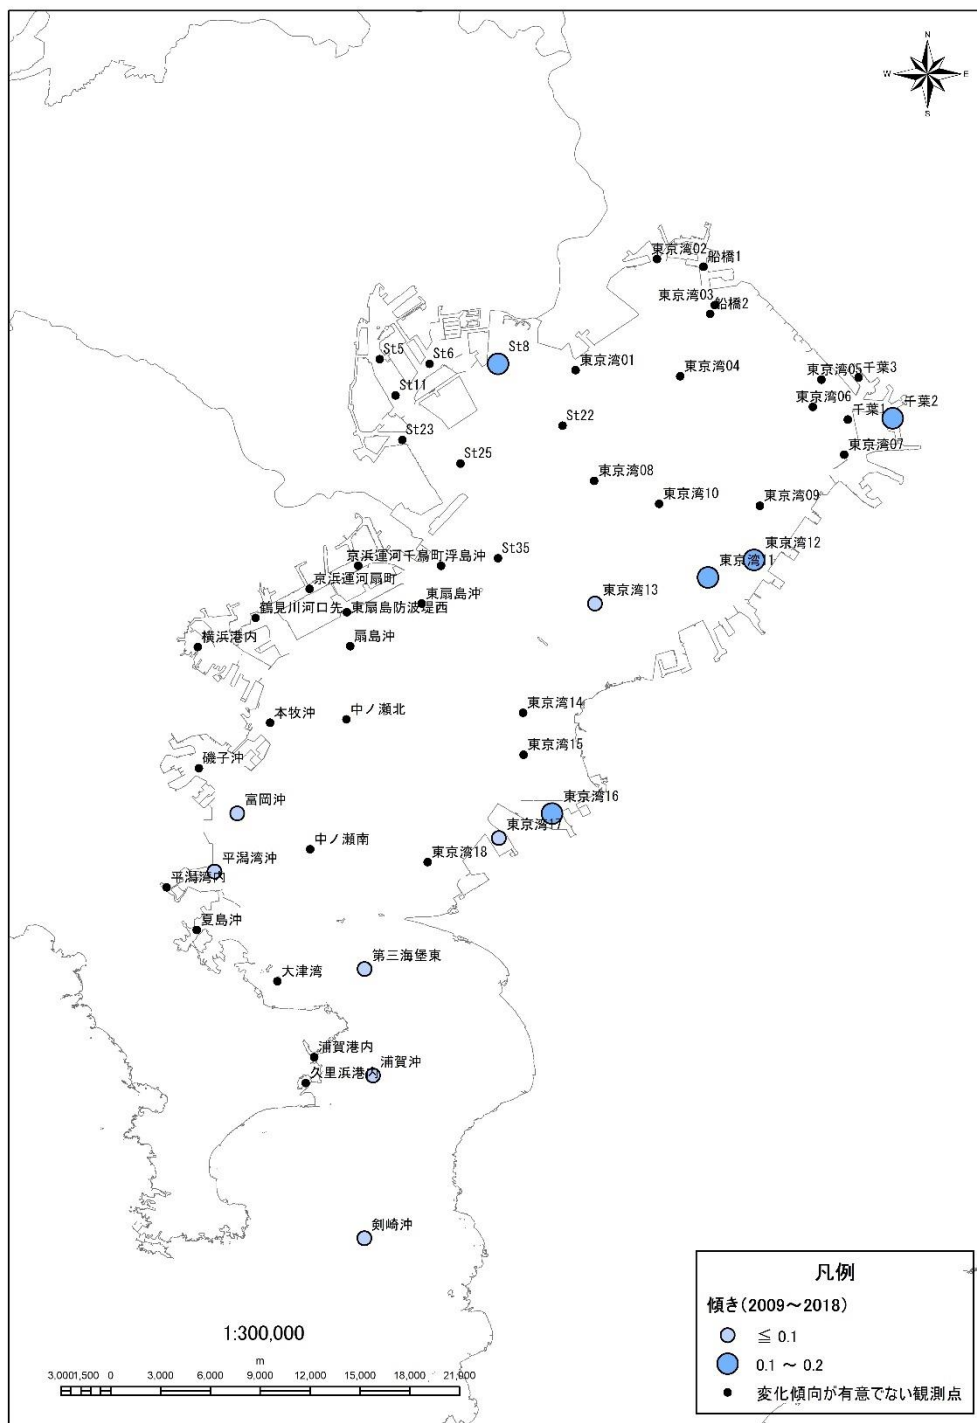 N
W
E
S
東京湾02
船橋1
東京湾03
船橋2
St5
St6
St8
東京湾01
東京湾04
東京湾05
千葉3
St11
東京湾06
千葉1
千葉2
St22
St23
東京湾07
St25
東京湾08
東京湾10
東京湾09
St35
東京湾12
京浜運河千鳥町
浮島沖
東京湾11
京浜運河扇町
東扇島沖
東京湾13
鶴見川河口先
東扇島防波堤西
横浜港内
扇島沖
本牧沖
中ノ瀬北
東京湾14
磯子沖
東京湾15
富岡沖
東京湾16
東京湾17
中ノ瀬南
東京湾18
平潟湾沖
平潟湾内
夏島沖
第三海堡東
大津湾
浦賀港内
浦賀沖
久里浜港内
剣崎沖
凡例
傾き(2009～2018)
≦ 0.1
0.1 ～ 0.2
変化傾向が有意でない観測点
1:300,000
m
3,000 1,500 0 3,000 6,000 9,000 12,000 15,000 18,000 21,000